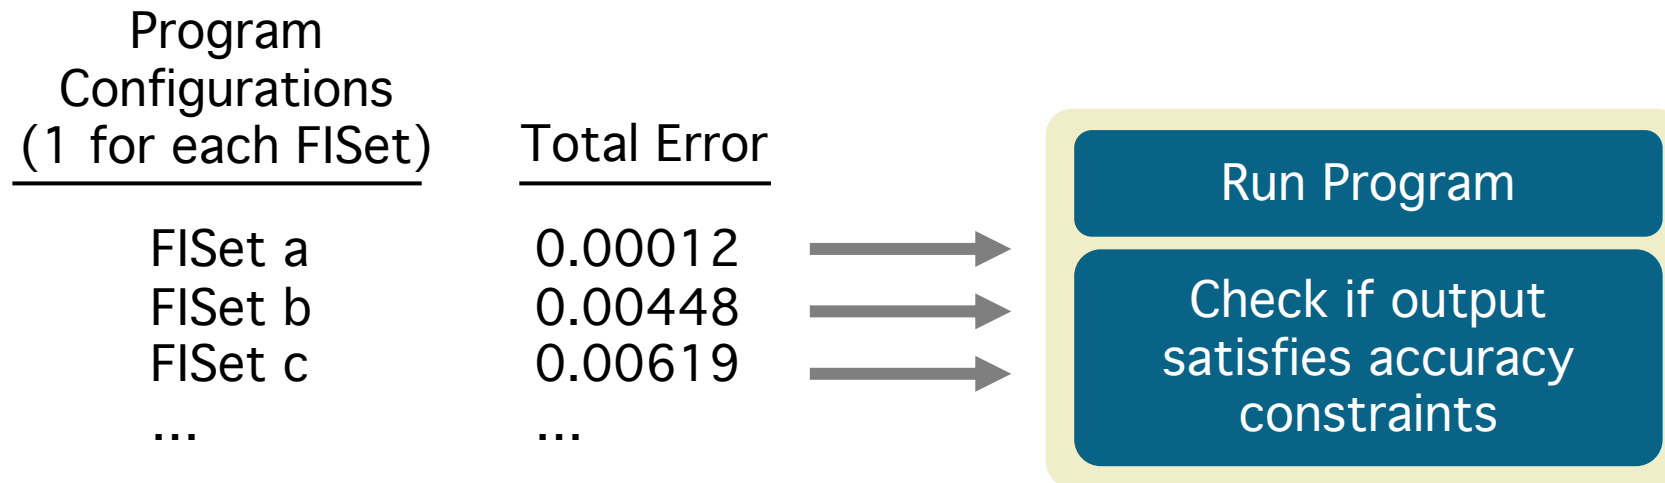 Program
Configurations
(1 for each FISet)
Total Error
FISet a
0.00012
FISet b
0.00448
FISet c
0.00619
...
...
Run Program
Check if output
satisfies accuracy
constraints